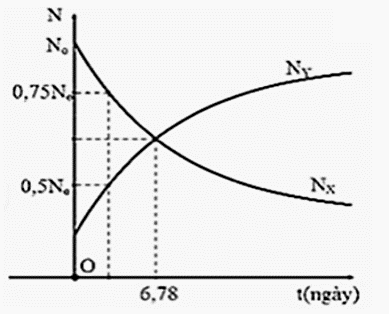 N
N₀
N_Y
0,75N₀
0,5N₀
N_X
O
6,78
t(ngày)